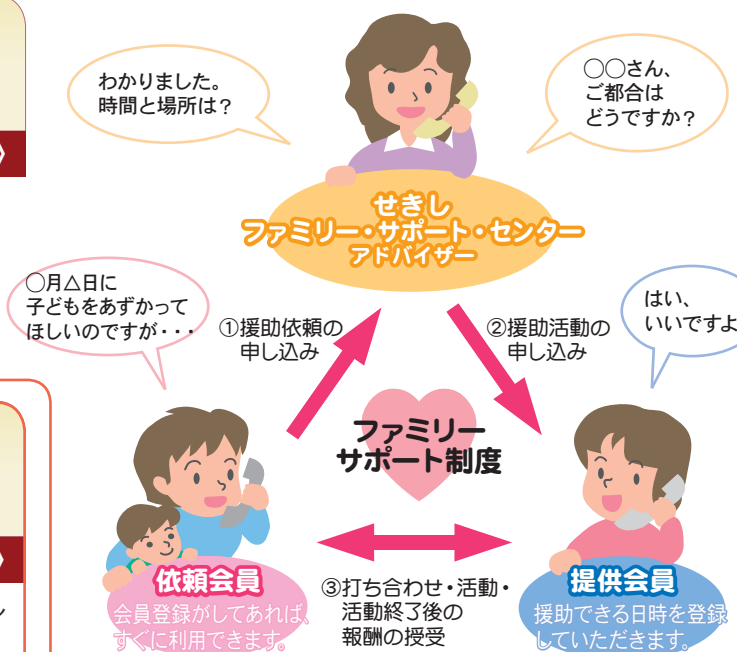 わかりました。
時間と場所は？
○○さん、
ご都合は
どうですか？
せきし
ファミリー・サポート・センター
アドバイザー
○月△日に
子どもをあずかって
ほしいのですが・・・
はい、
いいですよ
①援助依頼の
申し込み
②援助活動の
申し込み
ファミリー
サポート制度
依頼会員
会員登録がしてあれば、
すぐに利用できます。
③打ち合わせ・活動・
活動終了後の
報酬の授受
提供会員
援助できる日時を登録
していただきます。